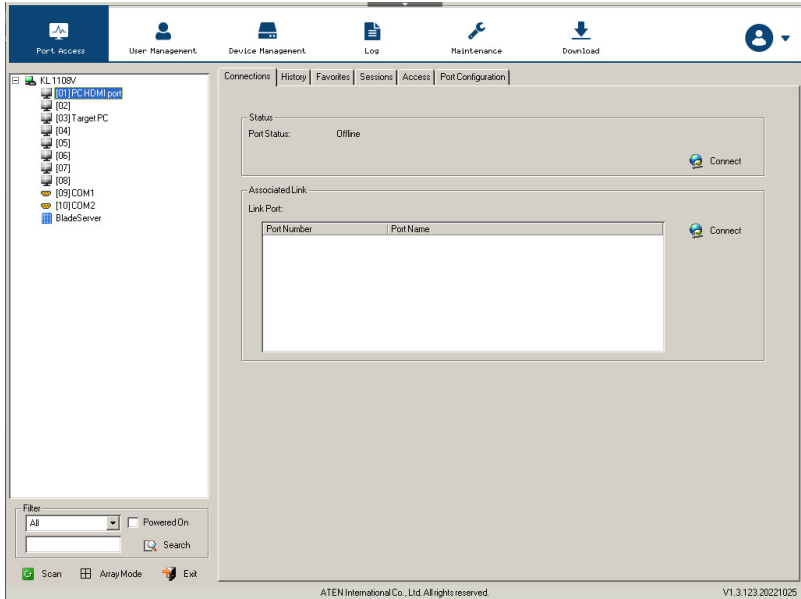 Port Access
User Management
Device Management
Log
Maintenance
Download
KL1108V
[01]PC HDMI port
[02]
[03]Target PC
[04]
[05]
[06]
[07]
[08]
[09]COM1
[10]COM2
BladeServer
Filter
All
Powered On
Search
Scan
Array Mode
Exit
Connections History Favorites Sessions Access Port Configuration
Status
Port Status: Offline
Connect
Associated Link
Link Port:
Port Number Port Name
Connect
ATEN International Co., Ltd. All rights reserved.
V1.3.123.20221025